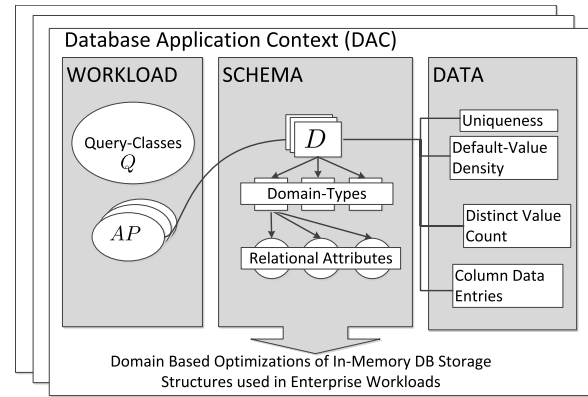 Database Application Context (DAC)
WORKLOAD
Query-Classes
Q
AP
SCHEMA
D
Domain-Types
Relational Attributes
DATA
Uniqueness
Default-Value
Density
Distinct Value
Count
Column Data
Entries
Domain Based Optimizations of In-Memory DB Storage
Structures used in Enterprise Workloads